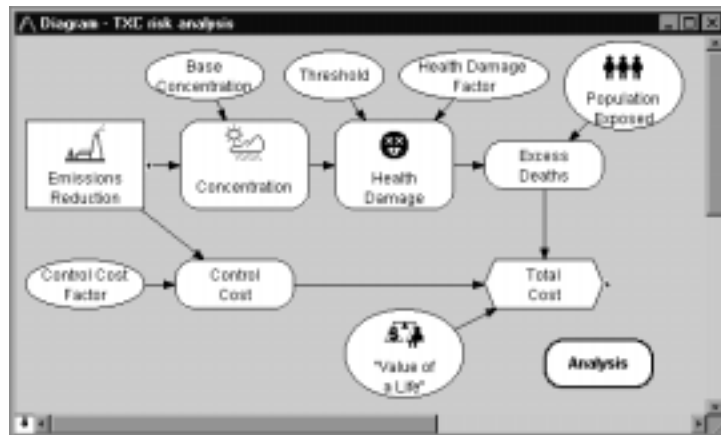 Diagram - TXC risk analysis
Base
Concentration
Threshold
Health Damage
Factor
Population
Exposed
Emissions
Reduction
Concentration
Health
Damage
Excess
Deaths
Control Cost
Factor
Control
Cost
Total
Cost
$
"Value of
a Life"
Analysis